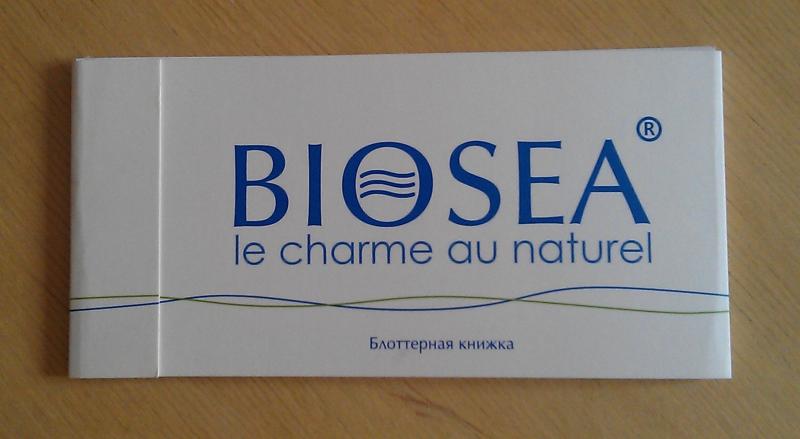 BIOSEA®
le charme au naturel
Блоттерная книжка